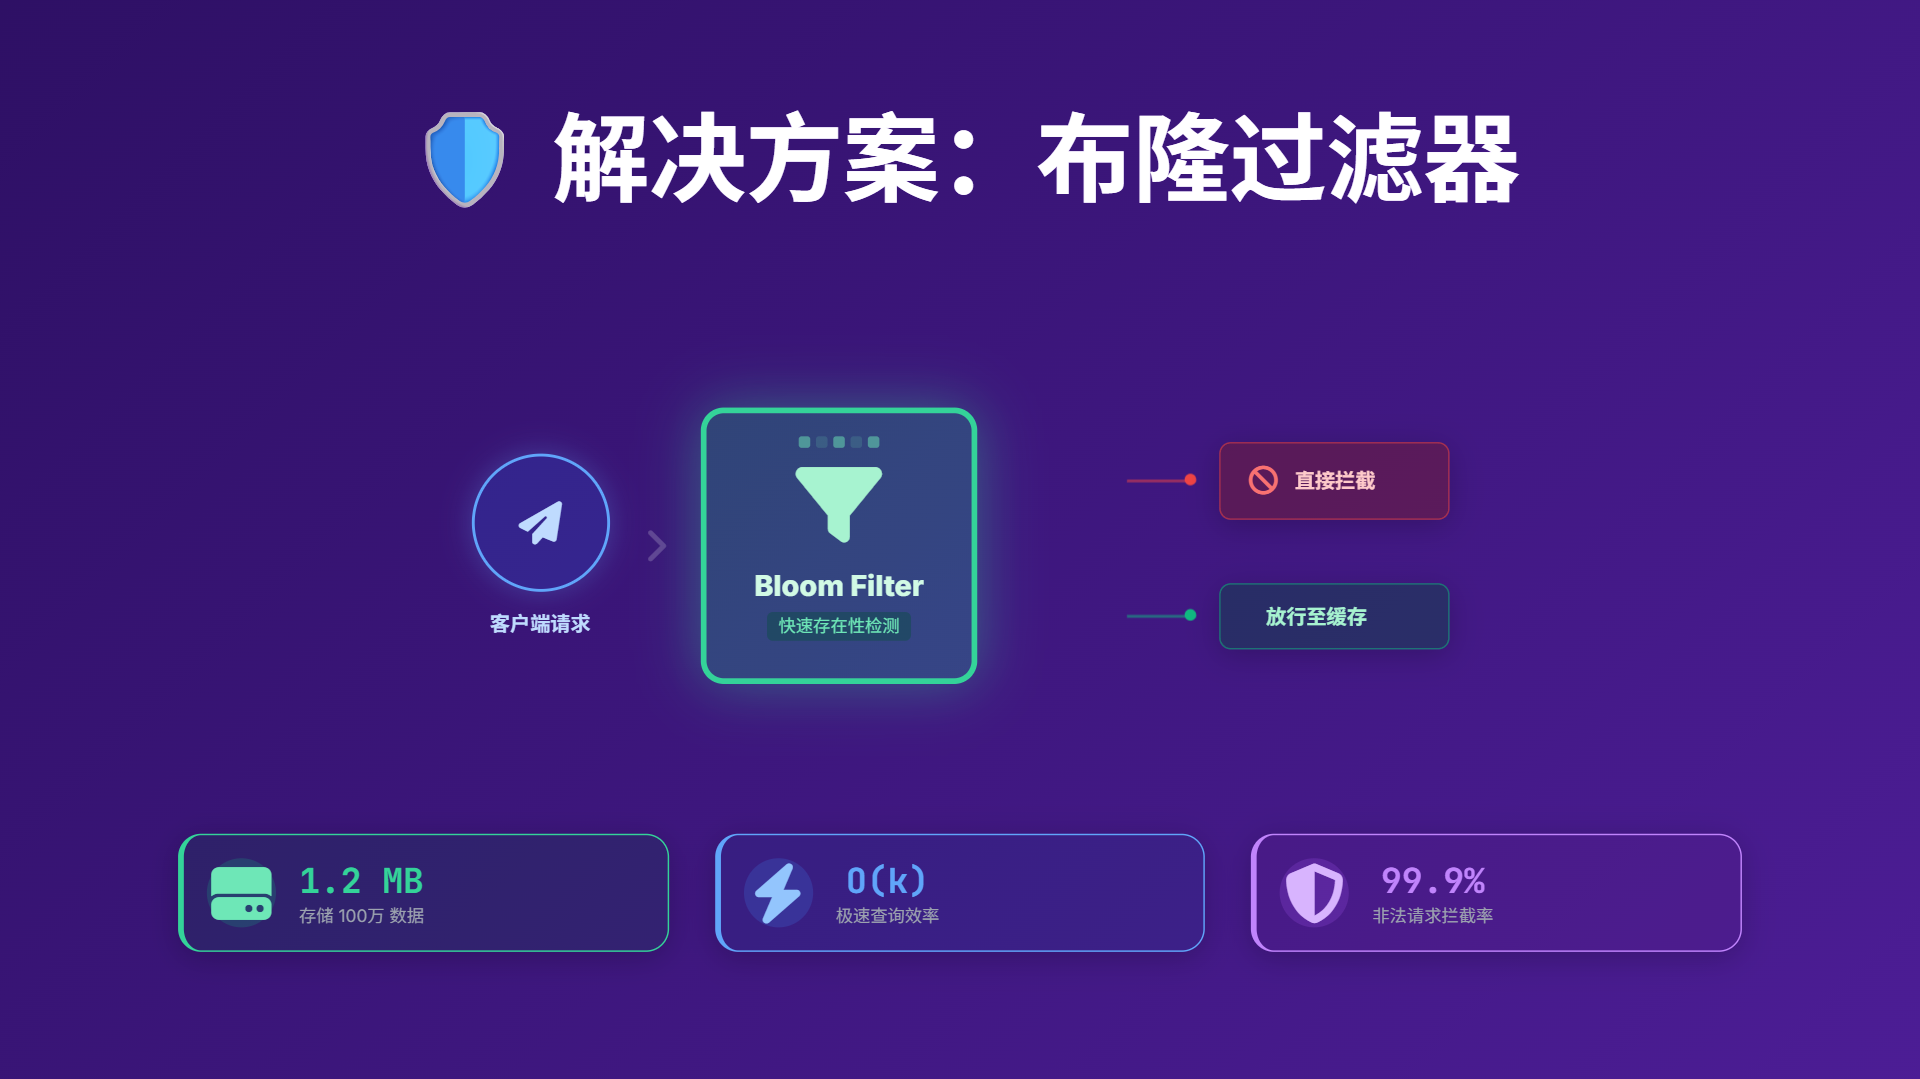 解决方案：布隆过滤器
客户端请求
Bloom Filter
快速存在性检测
直接拦截
放行至缓存
1.2 MB
存储 100万 数据
O(k)
极速查询效率
99.9%
非法请求拦截率